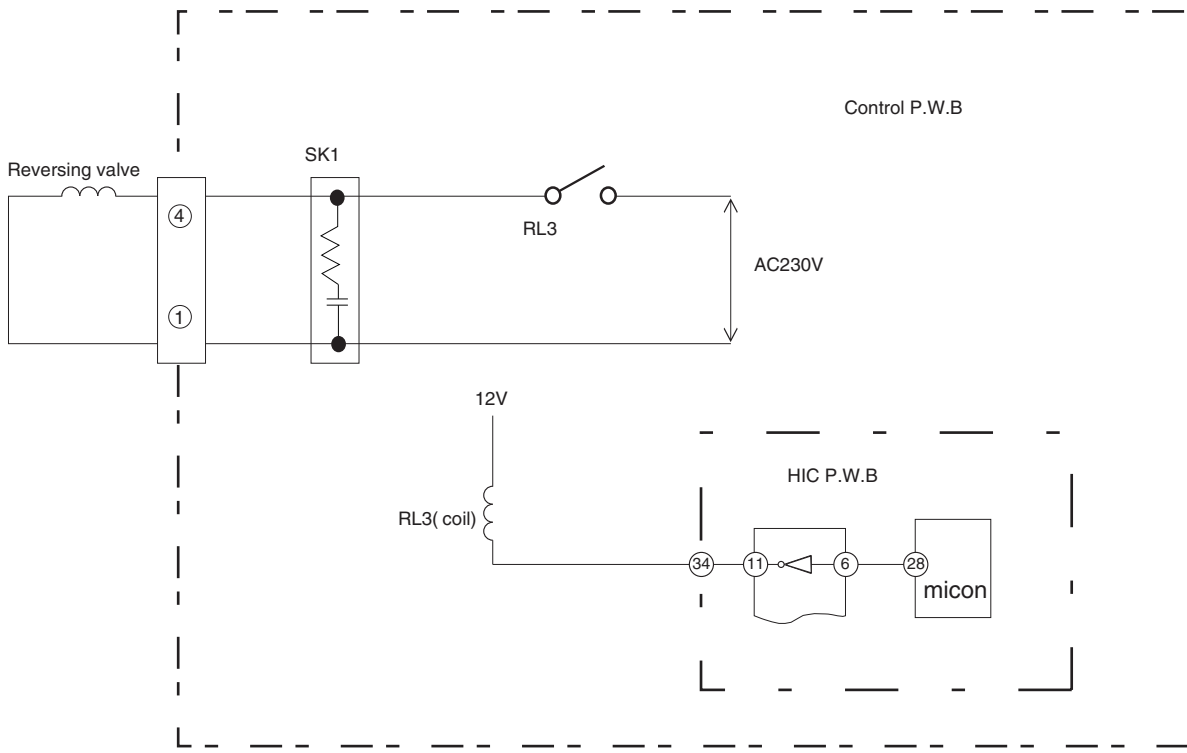 Control P.W.B
SK1
Reversing valve
4
RL3
AC230V
1
12V
HIC P.W.B
RL3( coil)
34
11
6
28
micon